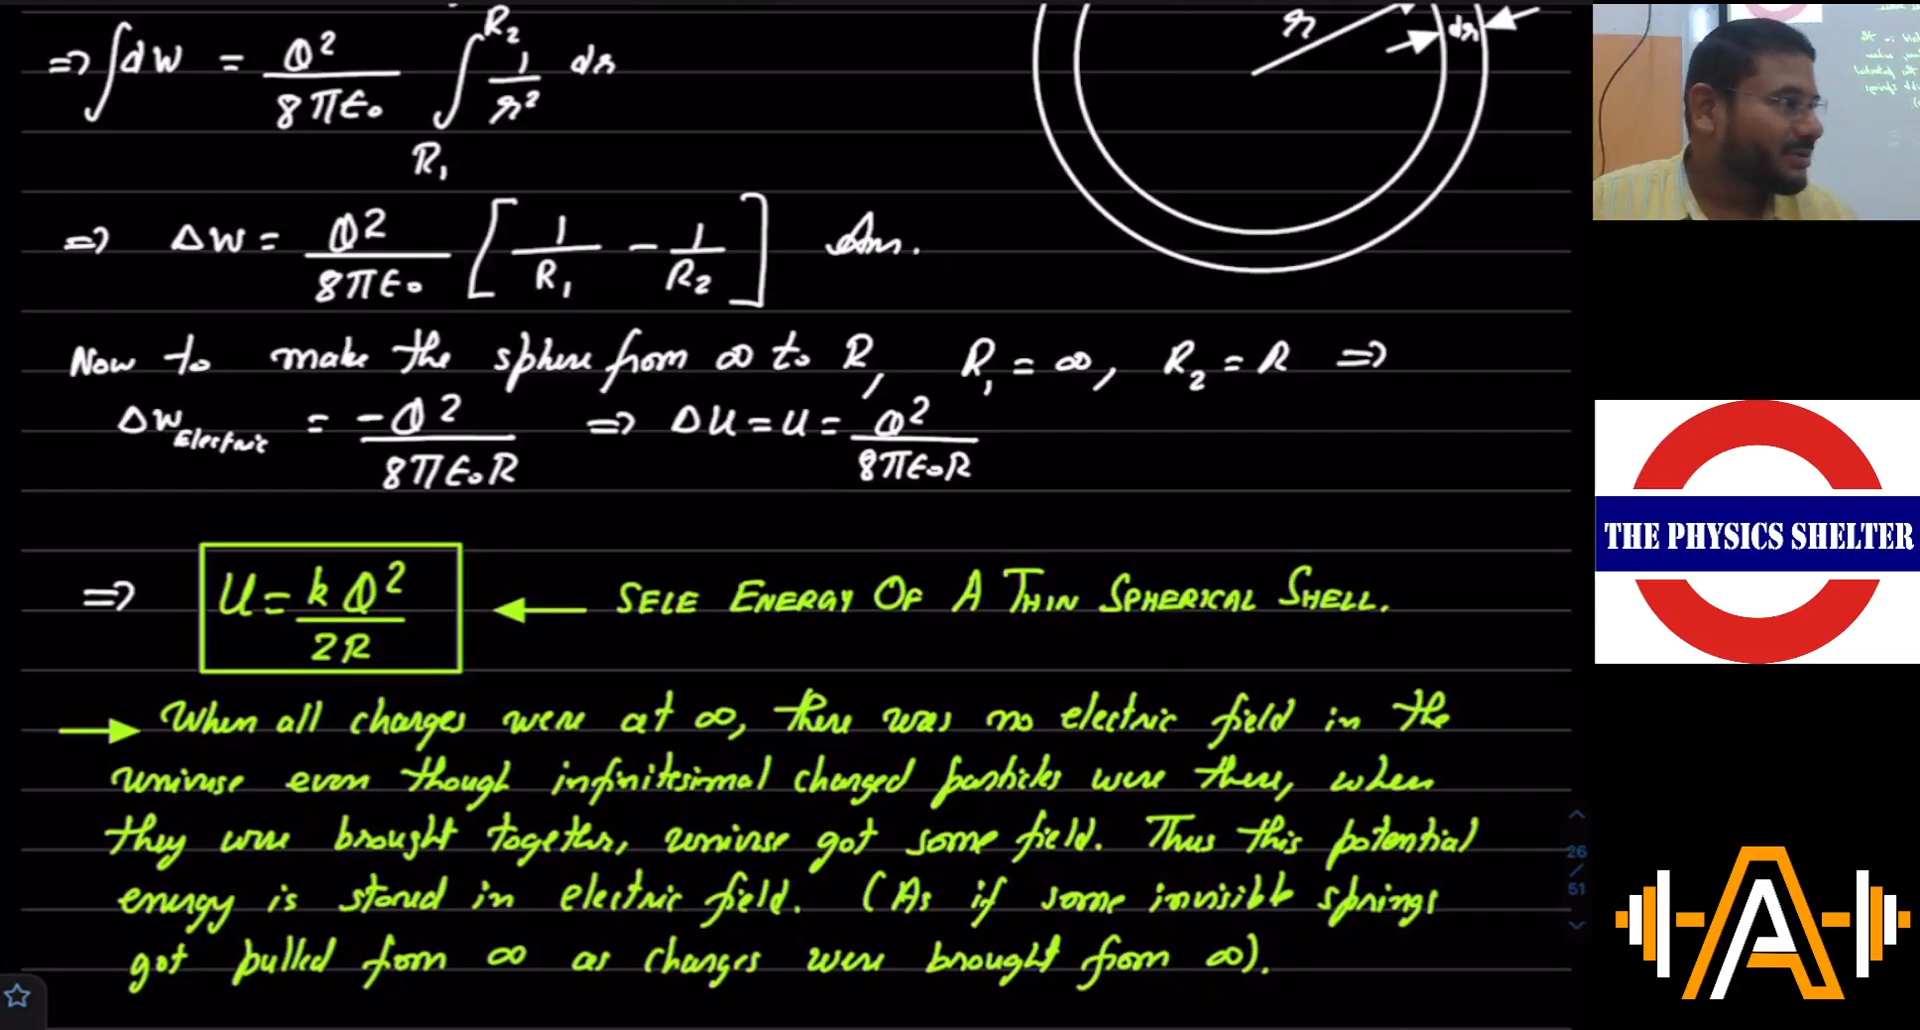 ⇒ ∫dW = Q²/8πϵ₀ ∫_{R₁}^{R₂} 1/r² dr
r
dr
⇒ ΔW = Q²/8πϵ₀ [1/R₁ − 1/R₂] Ans.
Now to make the sphere from ∞ to R, R₁ = ∞, R₂ = R ⇒
ΔW_Electric = −Q²/8πϵ₀R ⇒ ΔU = U = Q²/8πϵ₀R
⇒ U = kQ²/2R ← SELF ENERGY OF A THIN SPHERICAL SHELL.
→ When all charges were at ∞, there was no electric field in the
universe even though infinitesimal charged particles were there, when
they were brought together, universe got some field. Thus this potential
energy is stored in electric field. (As if some invisible springs
got pulled from ∞ as charges were brought from ∞).
THE PHYSICS SHELTER
26
/
51
A